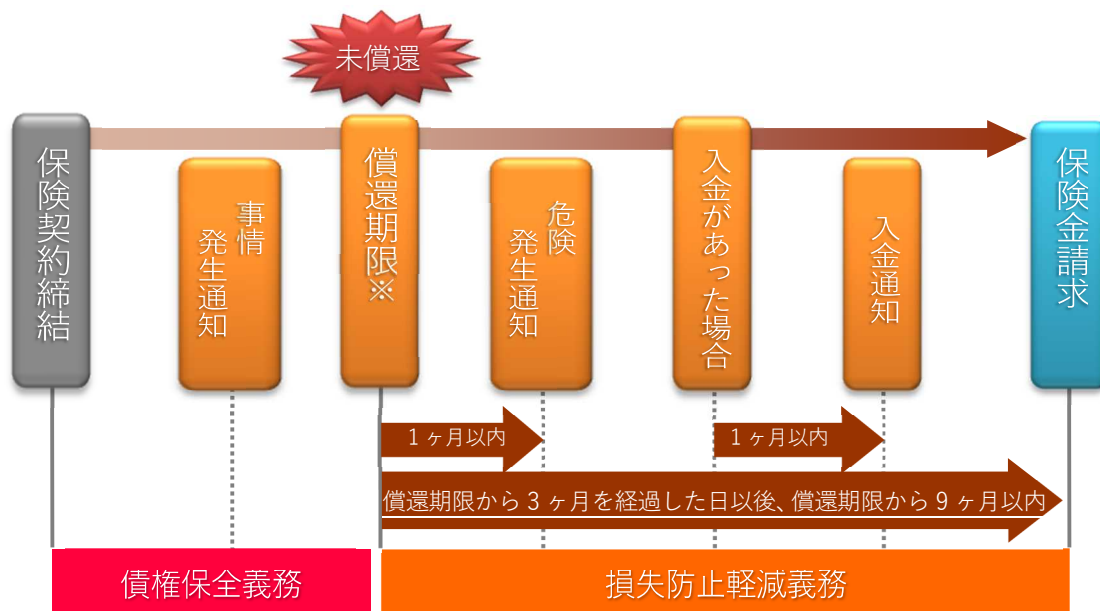 未償還
保険契約締結
事情
発生通知
償還期限※
危険
発生通知
入金があった場合
入金通知
保険金請求
1ヶ月以内
1ヶ月以内
償還期限から3ヶ月を経過した日以後、償還期限から9ヶ月以内
債権保全義務
損失防止軽減義務